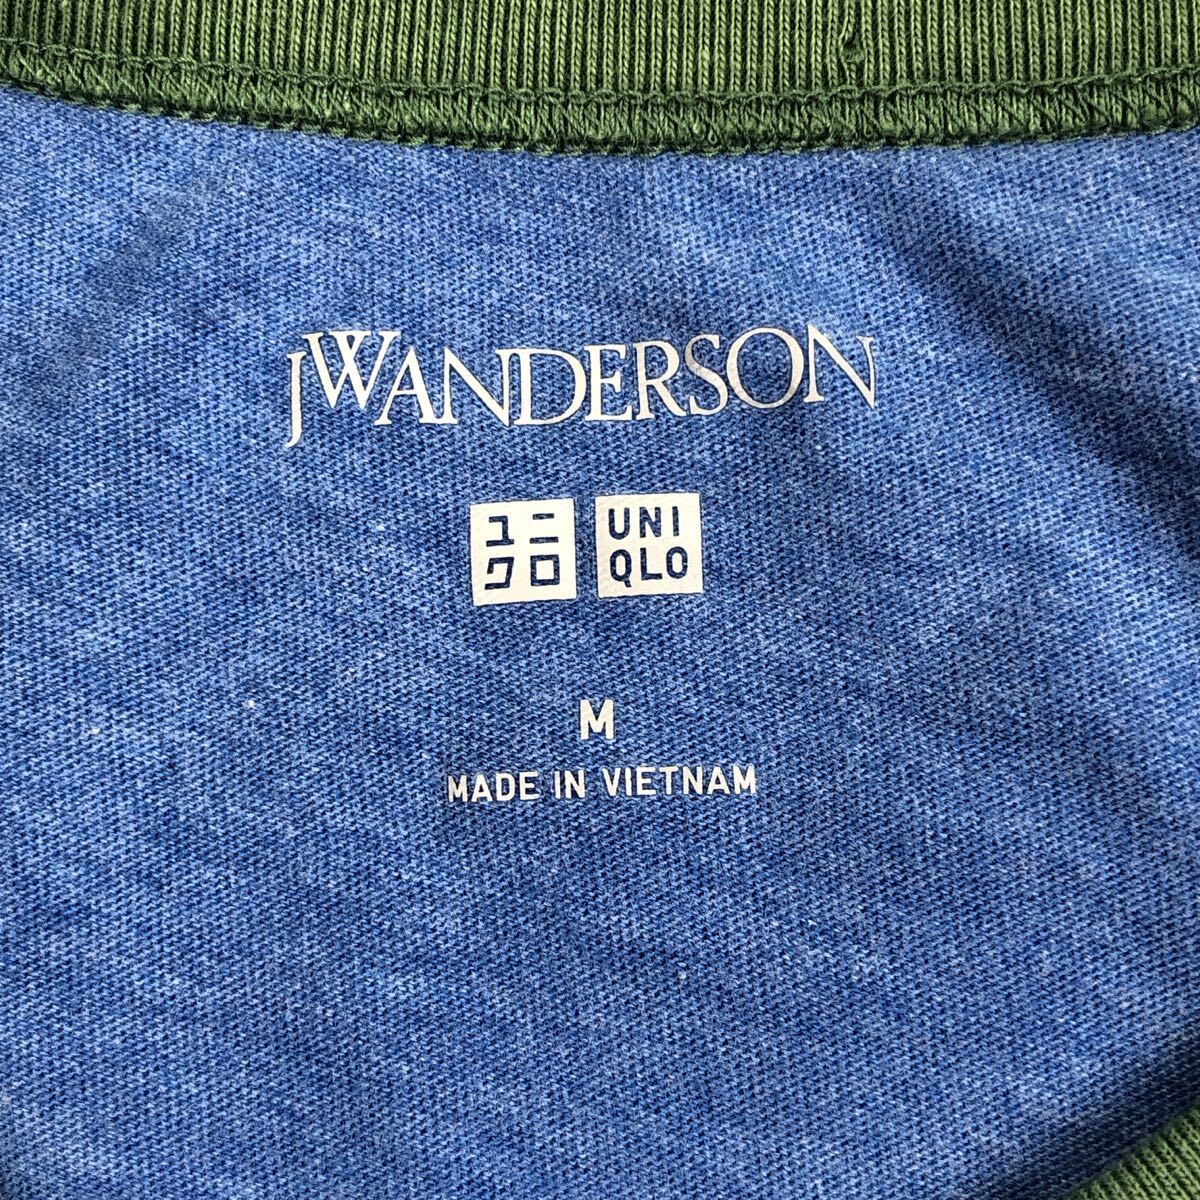 JWANDERSON
ユニ
クロ
UNI
QLO
M
MADE IN VIETNAM